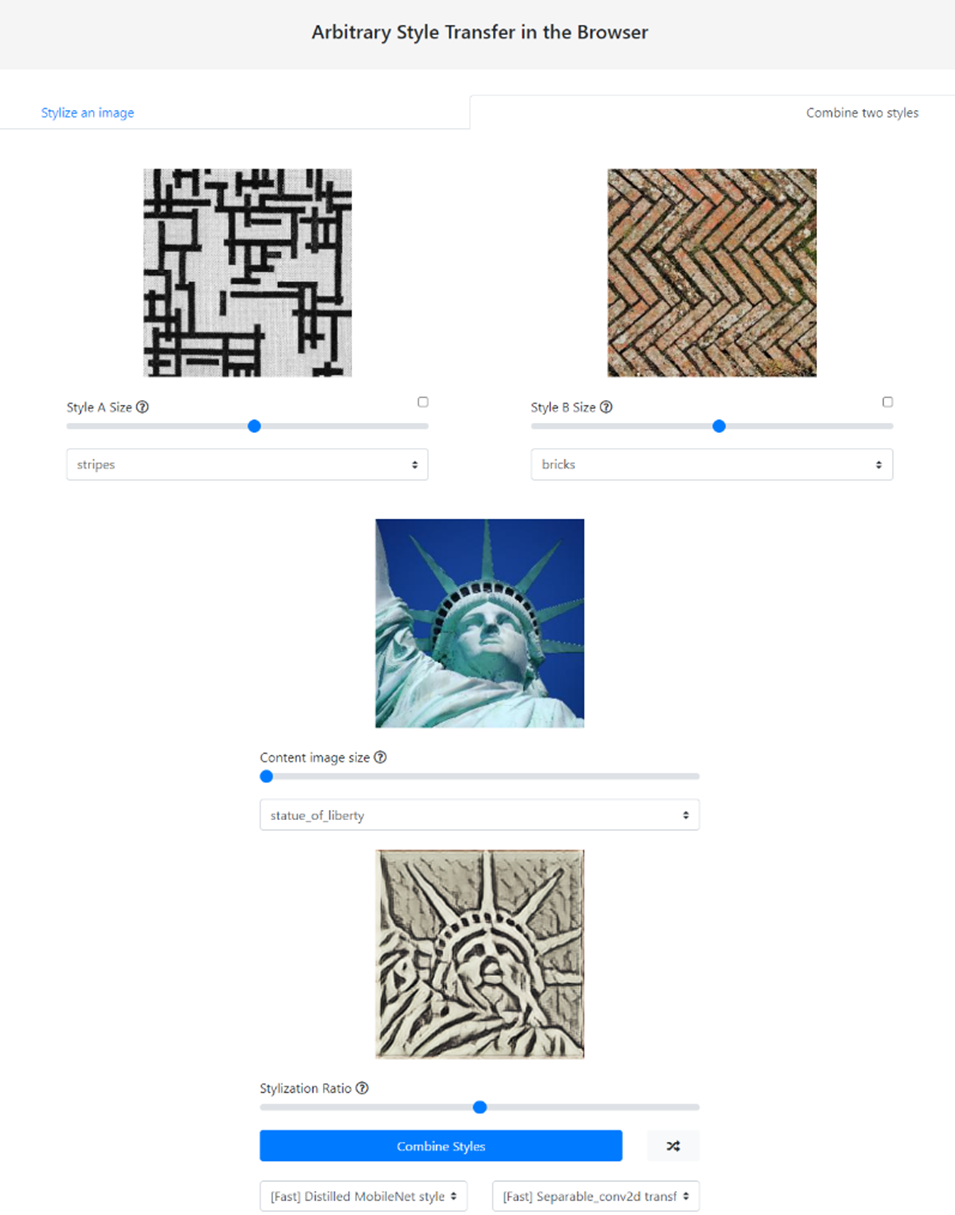 Arbitrary Style Transfer in the Browser
Stylize an image
Combine two styles
Style A Size
Style B Size
stripes
bricks
Content image size
statue_of_liberty
Stylization Ratio
Combine Styles
[Fast] Distilled MobileNet style
[Fast] Separable_conv2d transf